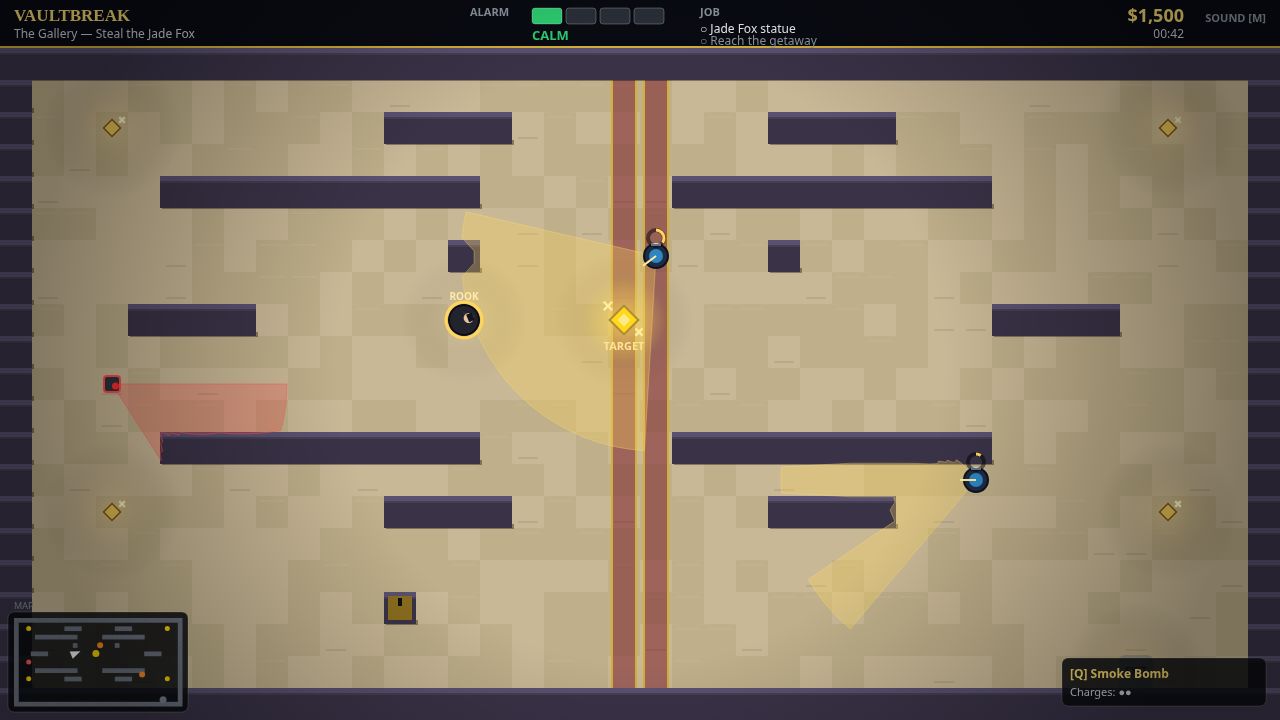 VAULTBREAK
The Gallery — Steal the Jade Fox
ALARM
CALM
JOB
○ Jade Fox statue
○ Reach the getaway
$1,500
00:42
SOUND [M]
ROOK
TARGET
MAP
[Q] Smoke Bomb
Charges: ●●